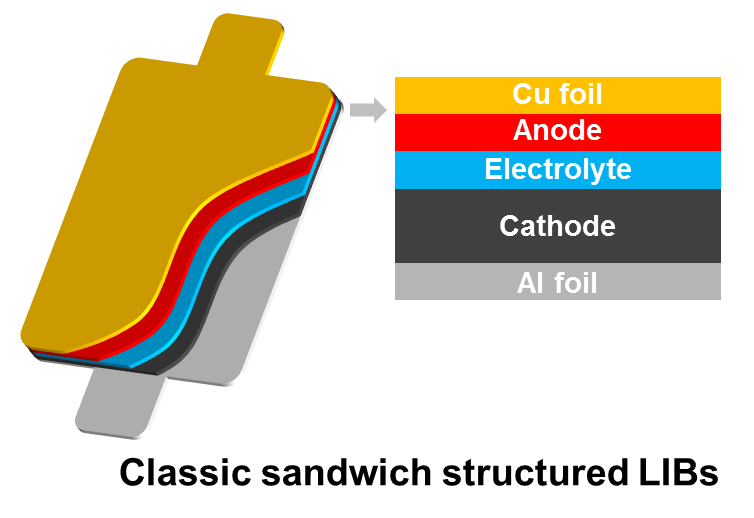 Cu foil
Anode
Electrolyte
Cathode
Al foil
Classic sandwich structured LIBs